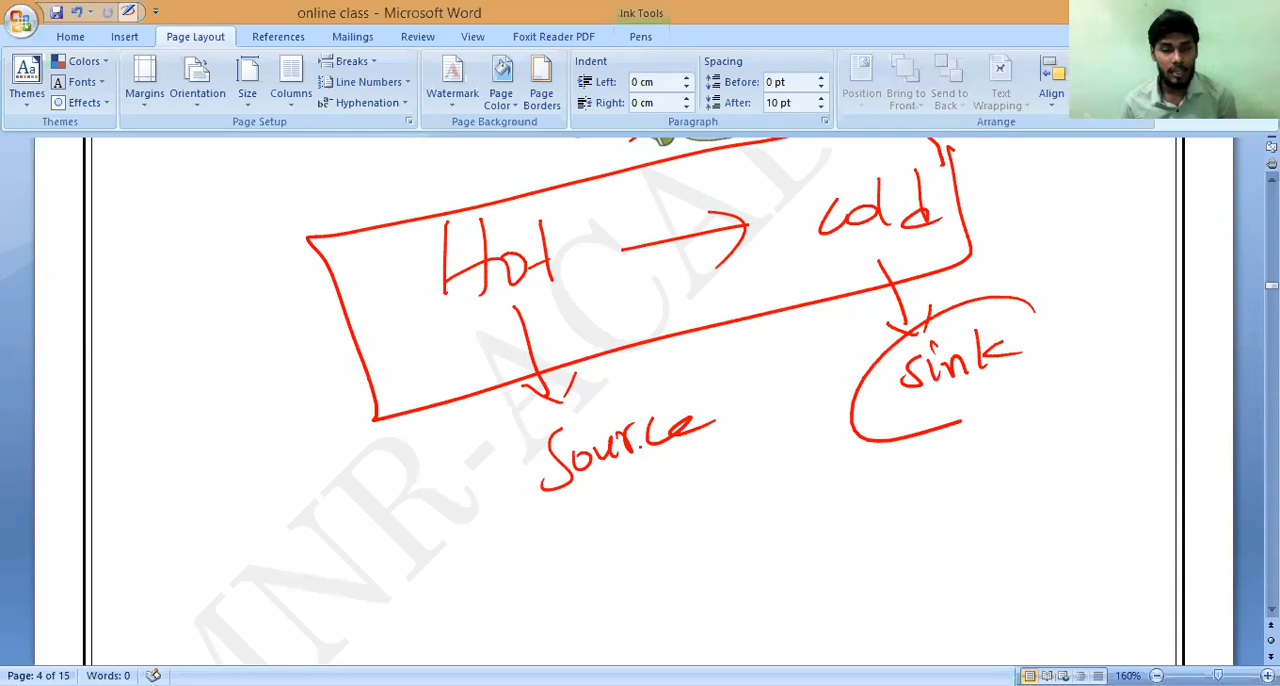 online class - Microsoft Word
Ink Tools
Home Insert Page Layout References Mailings Review View Foxit Reader PDF Pens
Themes Colors Fonts Effects
Margins Orientation Size Columns Breaks Line Numbers Hyphenation
Watermark Page Color Page Borders
Indent Spacing
Left: 0 cm Before: 0 pt
Right: 0 cm After: 10 pt
Position Bring to Front Send to Back Text Wrapping Align
Themes Page Setup Page Background Paragraph Arrange
Hot → cold
sink
Source
MNR-ACA
Page: 4 of 15 Words: 0 160%